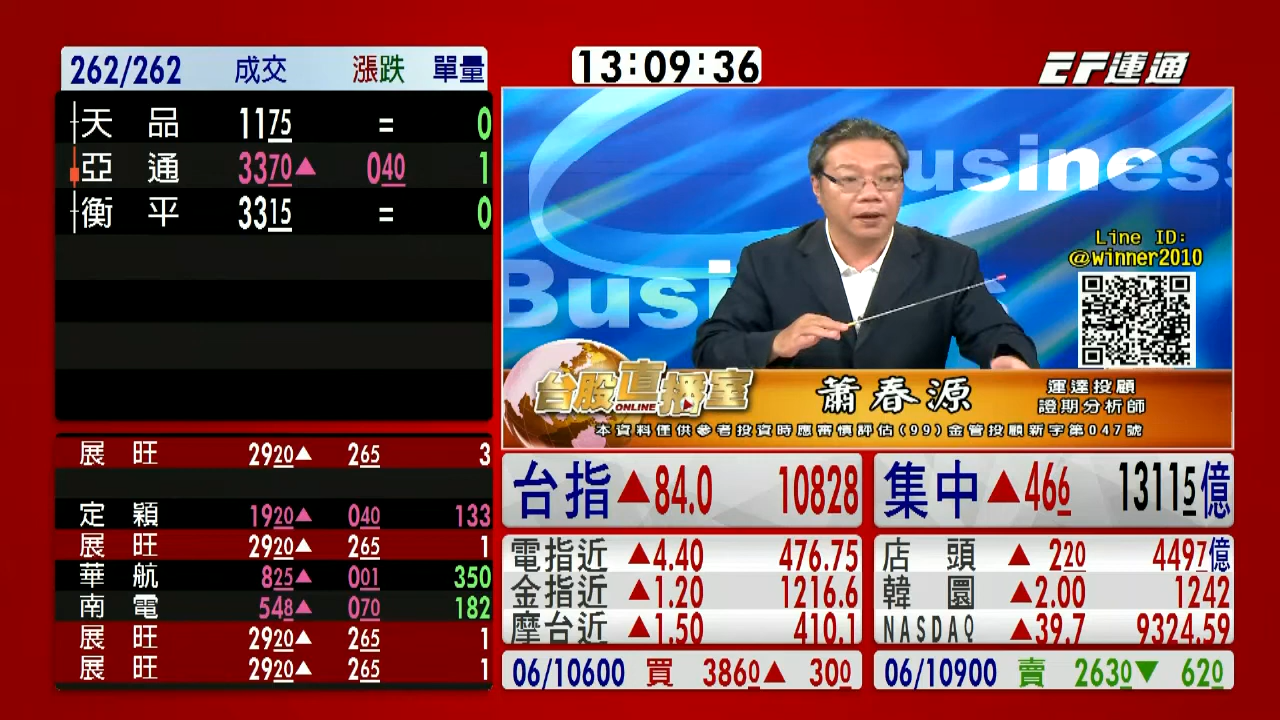 262/262 成交 漲跌 單量
天品 1175 = 0
亞通 3370▲ 040 1
衡平 3315 = 0
展旺 2920▲ 265 3
定穎 1920▲ 040 133
展旺 2920▲ 265 1
華航 825▲ 001 350
南電 548▲ 070 182
展旺 2920▲ 265 1
展旺 2920▲ 265 1
13:09:36
EF運通
Business
Business
Line ID:
@winner2010
台股直播室
ONLINE
蕭春源
運達投顧
證期分析師
本資料僅供參考投資時應審慎評估(99)金管投顧新字第047號
台指▲84.0 10828
集中▲466 13115億
電指近 ▲4.40 476.75
金指近 ▲1.20 1216.6
摩台近 ▲1.50 410.1
店頭 ▲ 220 4497億
韓圜 ▲2.00 1242
NASDAQ ▲39.7 9324.59
06/10600 買 3860▲ 300
06/10900 賣 2630▼ 620